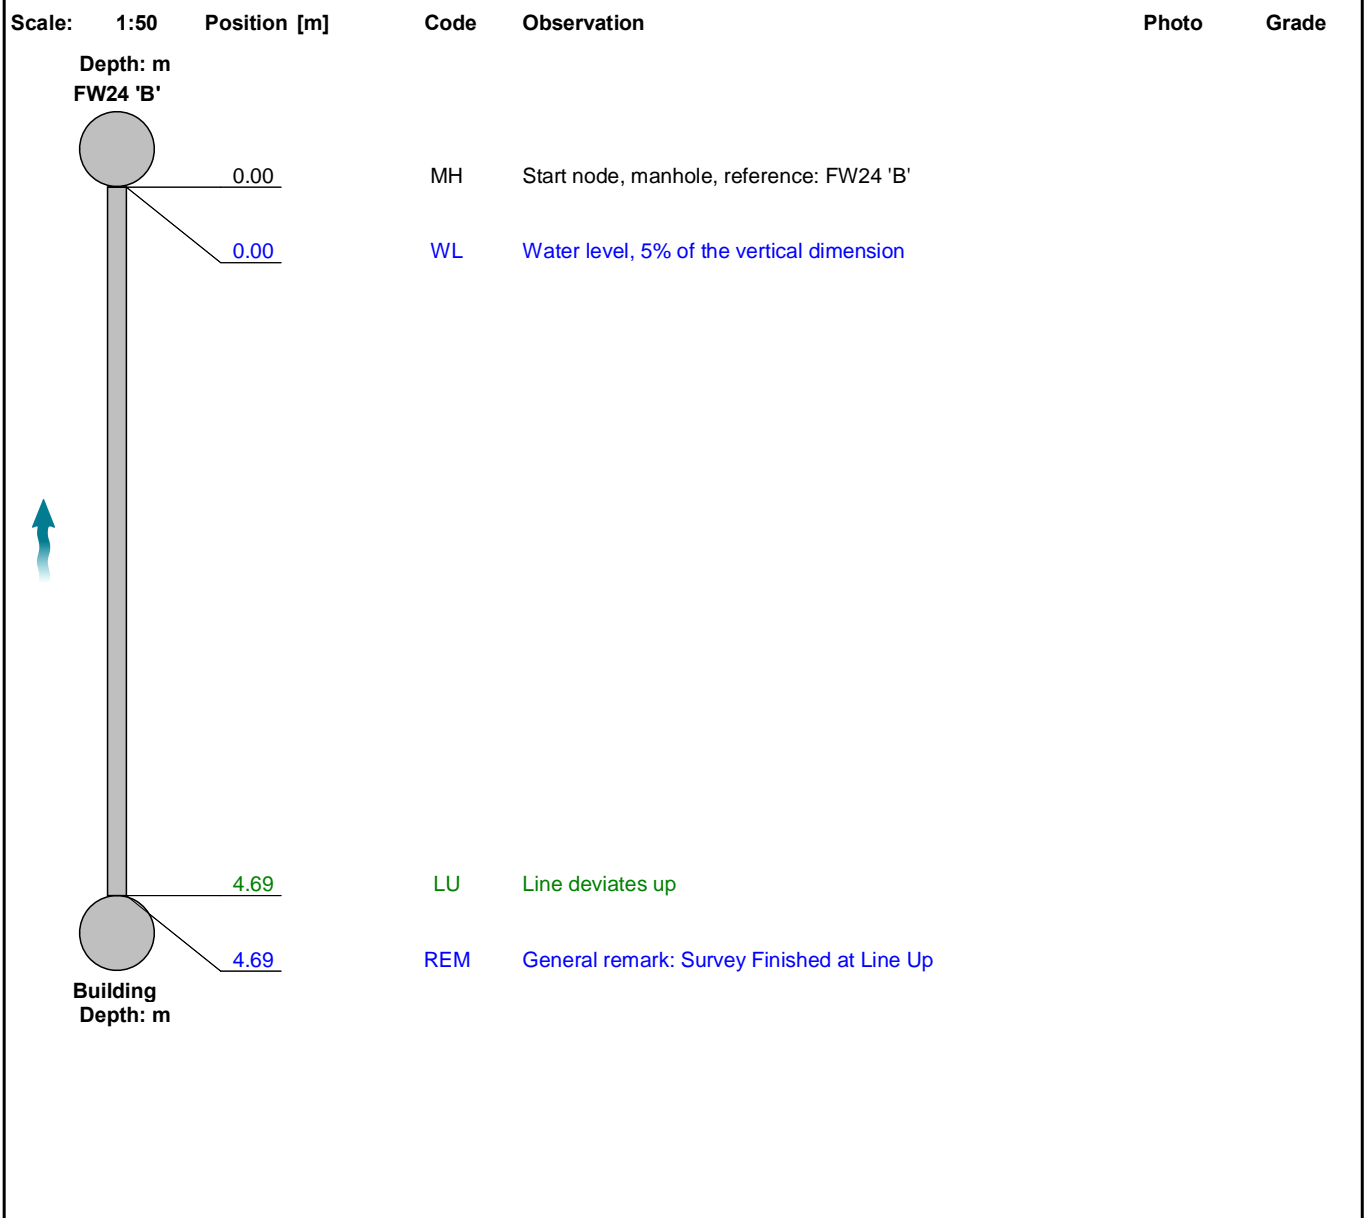 Scale: 1:50 Position [m] Code Observation Photo Grade
Depth: m
FW24 'B'
0.00 MH Start node, manhole, reference: FW24 'B'
0.00 WL Water level, 5% of the vertical dimension
4.69 LU Line deviates up
4.69 REM General remark: Survey Finished at Line Up
Building
Depth: m